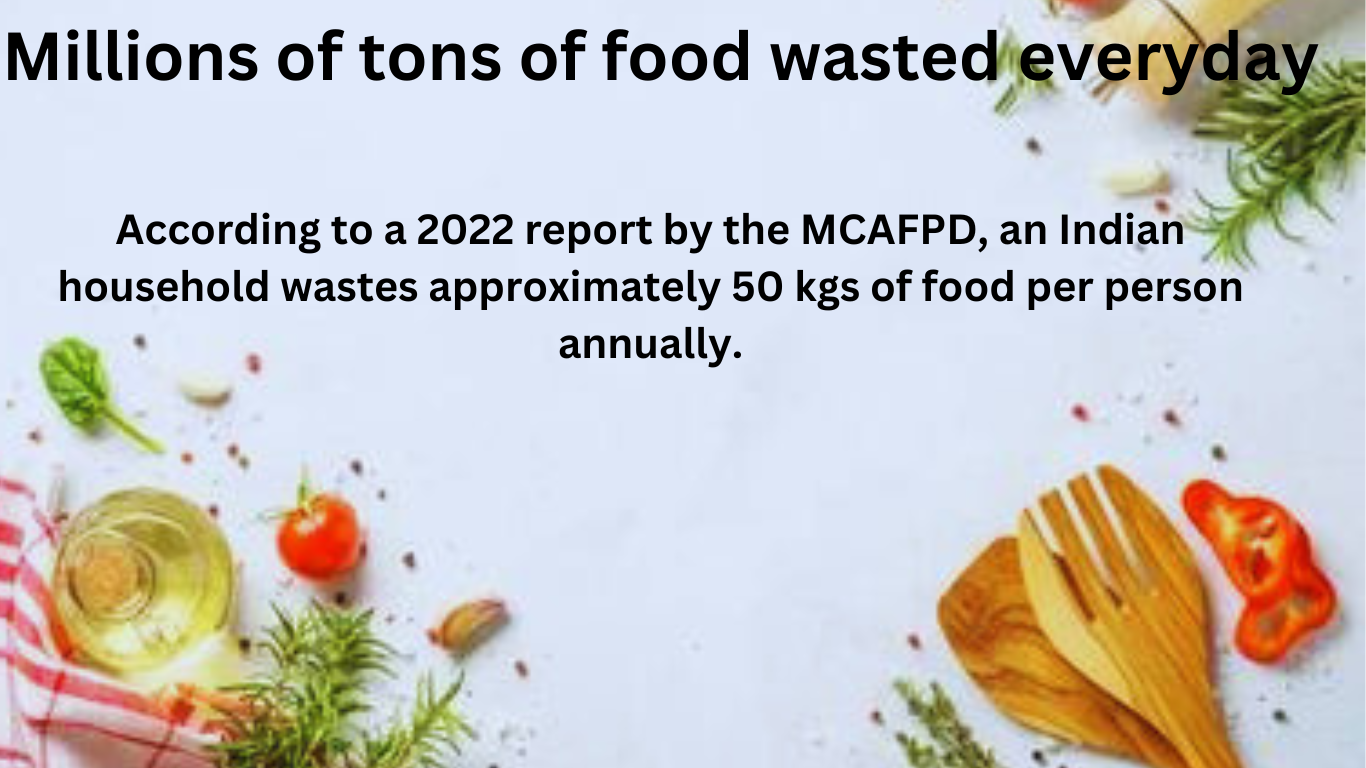 Millions of tons of food wasted everyday
According to a 2022 report by the MCAFPD, an Indian
household wastes approximately 50 kgs of food per person
annually.